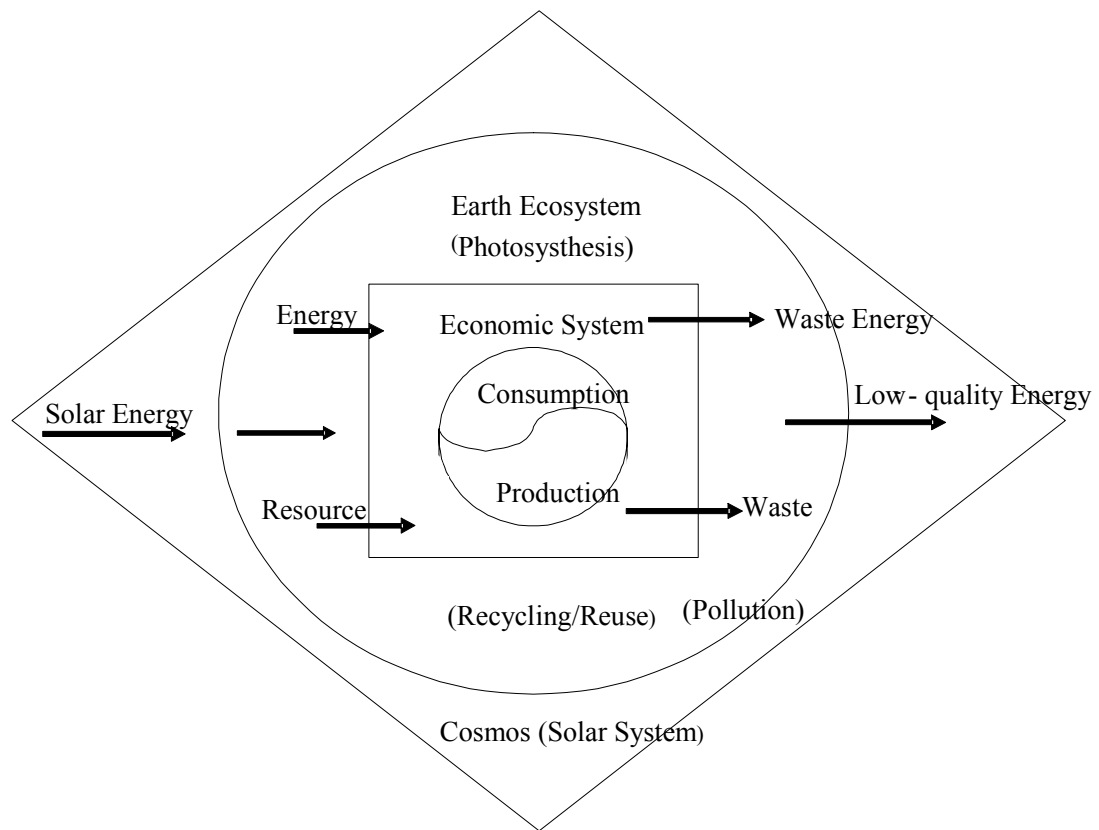 Earth Ecosystem
(Photosysthesis)
Energy
Economic System
Waste Energy
Consumption
Low- quality Energy
Solar Energy
Production
Resource
Waste
(Recycling/Reuse)
(Pollution)
Cosmos (Solar System)